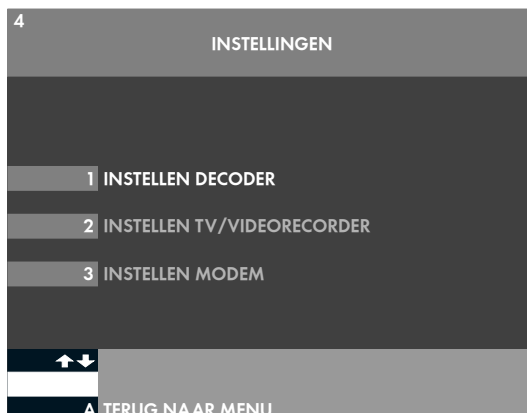 4
INSTELLINGEN
1 INSTELLEN DECODER
2 INSTELLEN TV/VIDEORECORDER
3 INSTELLEN MODEM
A TERUG NAAR MENU